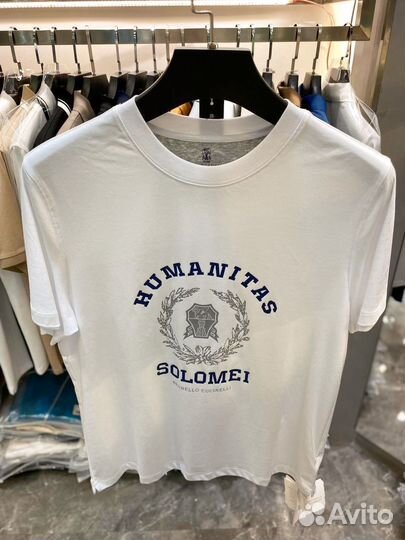 HUMANITAS
SOLOMEI
BRUNELLO CUCINELLI
Avito